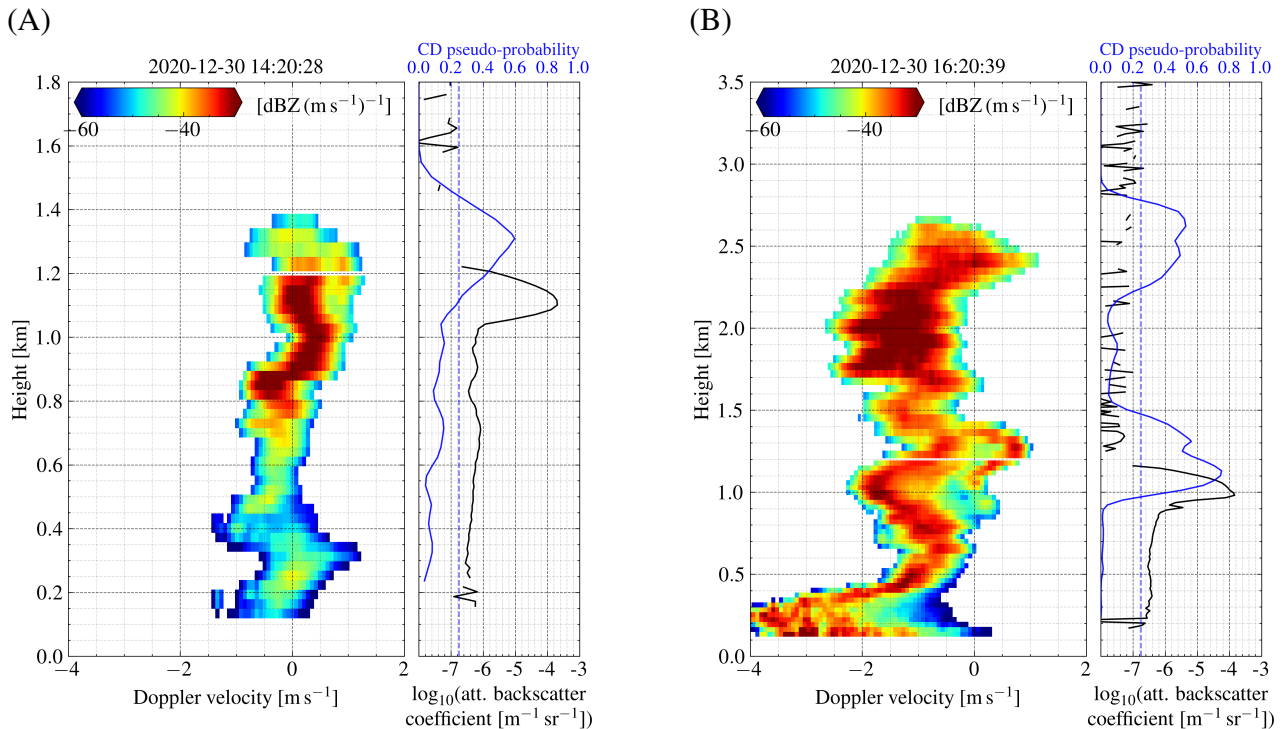 (A)
CD pseudo-probability
2020-12-30 14:20:28
0.0 0.2 0.4 0.6 0.8 1.0
1.8
[dBZ (m s⁻¹)⁻¹]
−60 −40
1.6
1.4
1.2
1.0
0.8
0.6
0.4
0.2
0.0
Height [km]
−4 −2 0 2
Doppler velocity [m s⁻¹]
-7 -6 -5 -4 -3
log₁₀(att. backscatter
coefficient [m⁻¹ sr⁻¹])
(B)
CD pseudo-probability
2020-12-30 16:20:39
0.0 0.2 0.4 0.6 0.8 1.0
3.5
[dBZ (m s⁻¹)⁻¹]
−60 −40
3.0
2.5
2.0
1.5
1.0
0.5
0.0
Height [km]
−4 −2 0 2
Doppler velocity [m s⁻¹]
-7 -6 -5 -4 -3
log₁₀(att. backscatter
coefficient [m⁻¹ sr⁻¹])